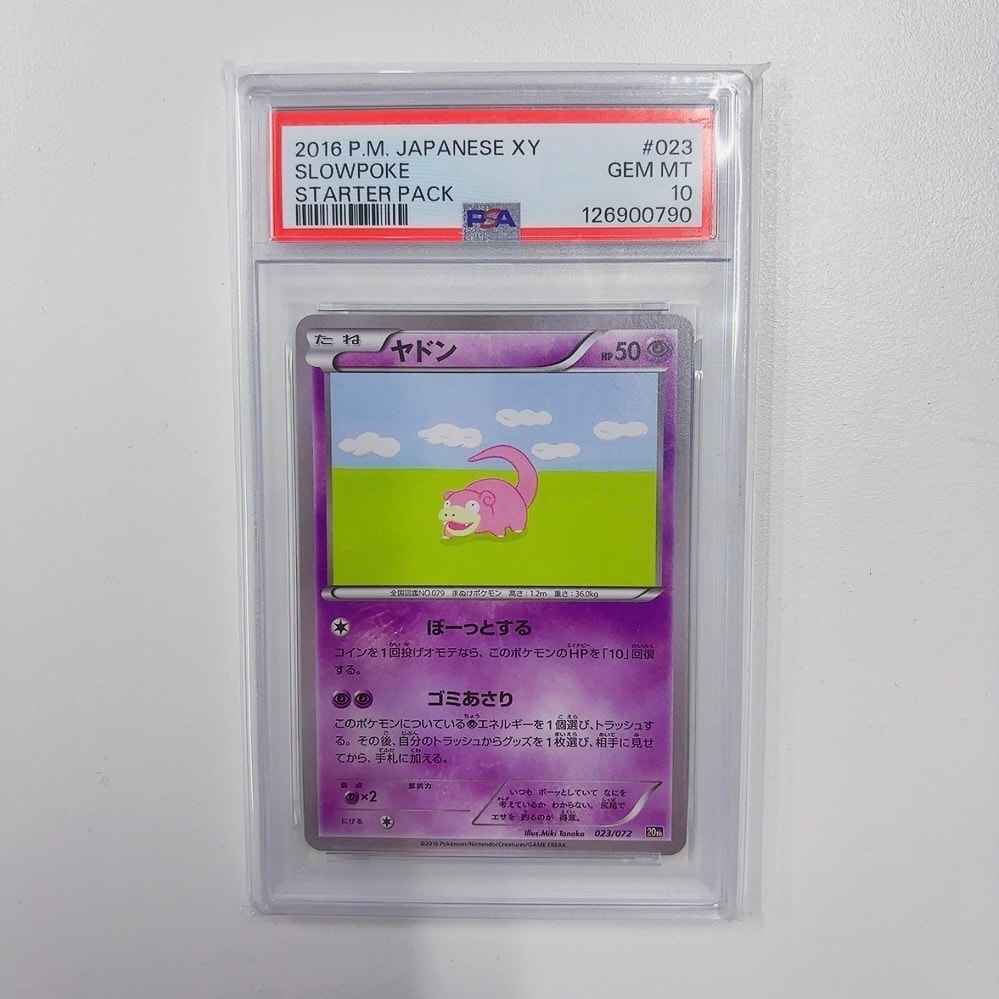 2016 P.M. JAPANESE XY #023
SLOWPOKE GEM MT
STARTER PACK 10
PSA 126900790
たね ヤドン HP 50
全国図鑑NO.079 まぬけポケモン 高さ:1.2m 重さ:36.0kg
ぼーっとする
コインを1回投げオモテなら、このポケモンのHPを「10」回復
する。
ゴミあさり
このポケモンについている エネルギーを1個選び、トラッシュす
る。その後、自分のトラッシュからグッズを1枚選び、相手に見せ
てから、手札に加える。
弱点 抵抗力
×2
にげる
いつも ボーッとしていて なにを
考えているか わからない。尻尾で
エサを 釣るのが 得意。
Illus.Miki Tanaka 023/072 20th
©2016 Pokémon/Nintendo/Creatures/GAME FREAK.